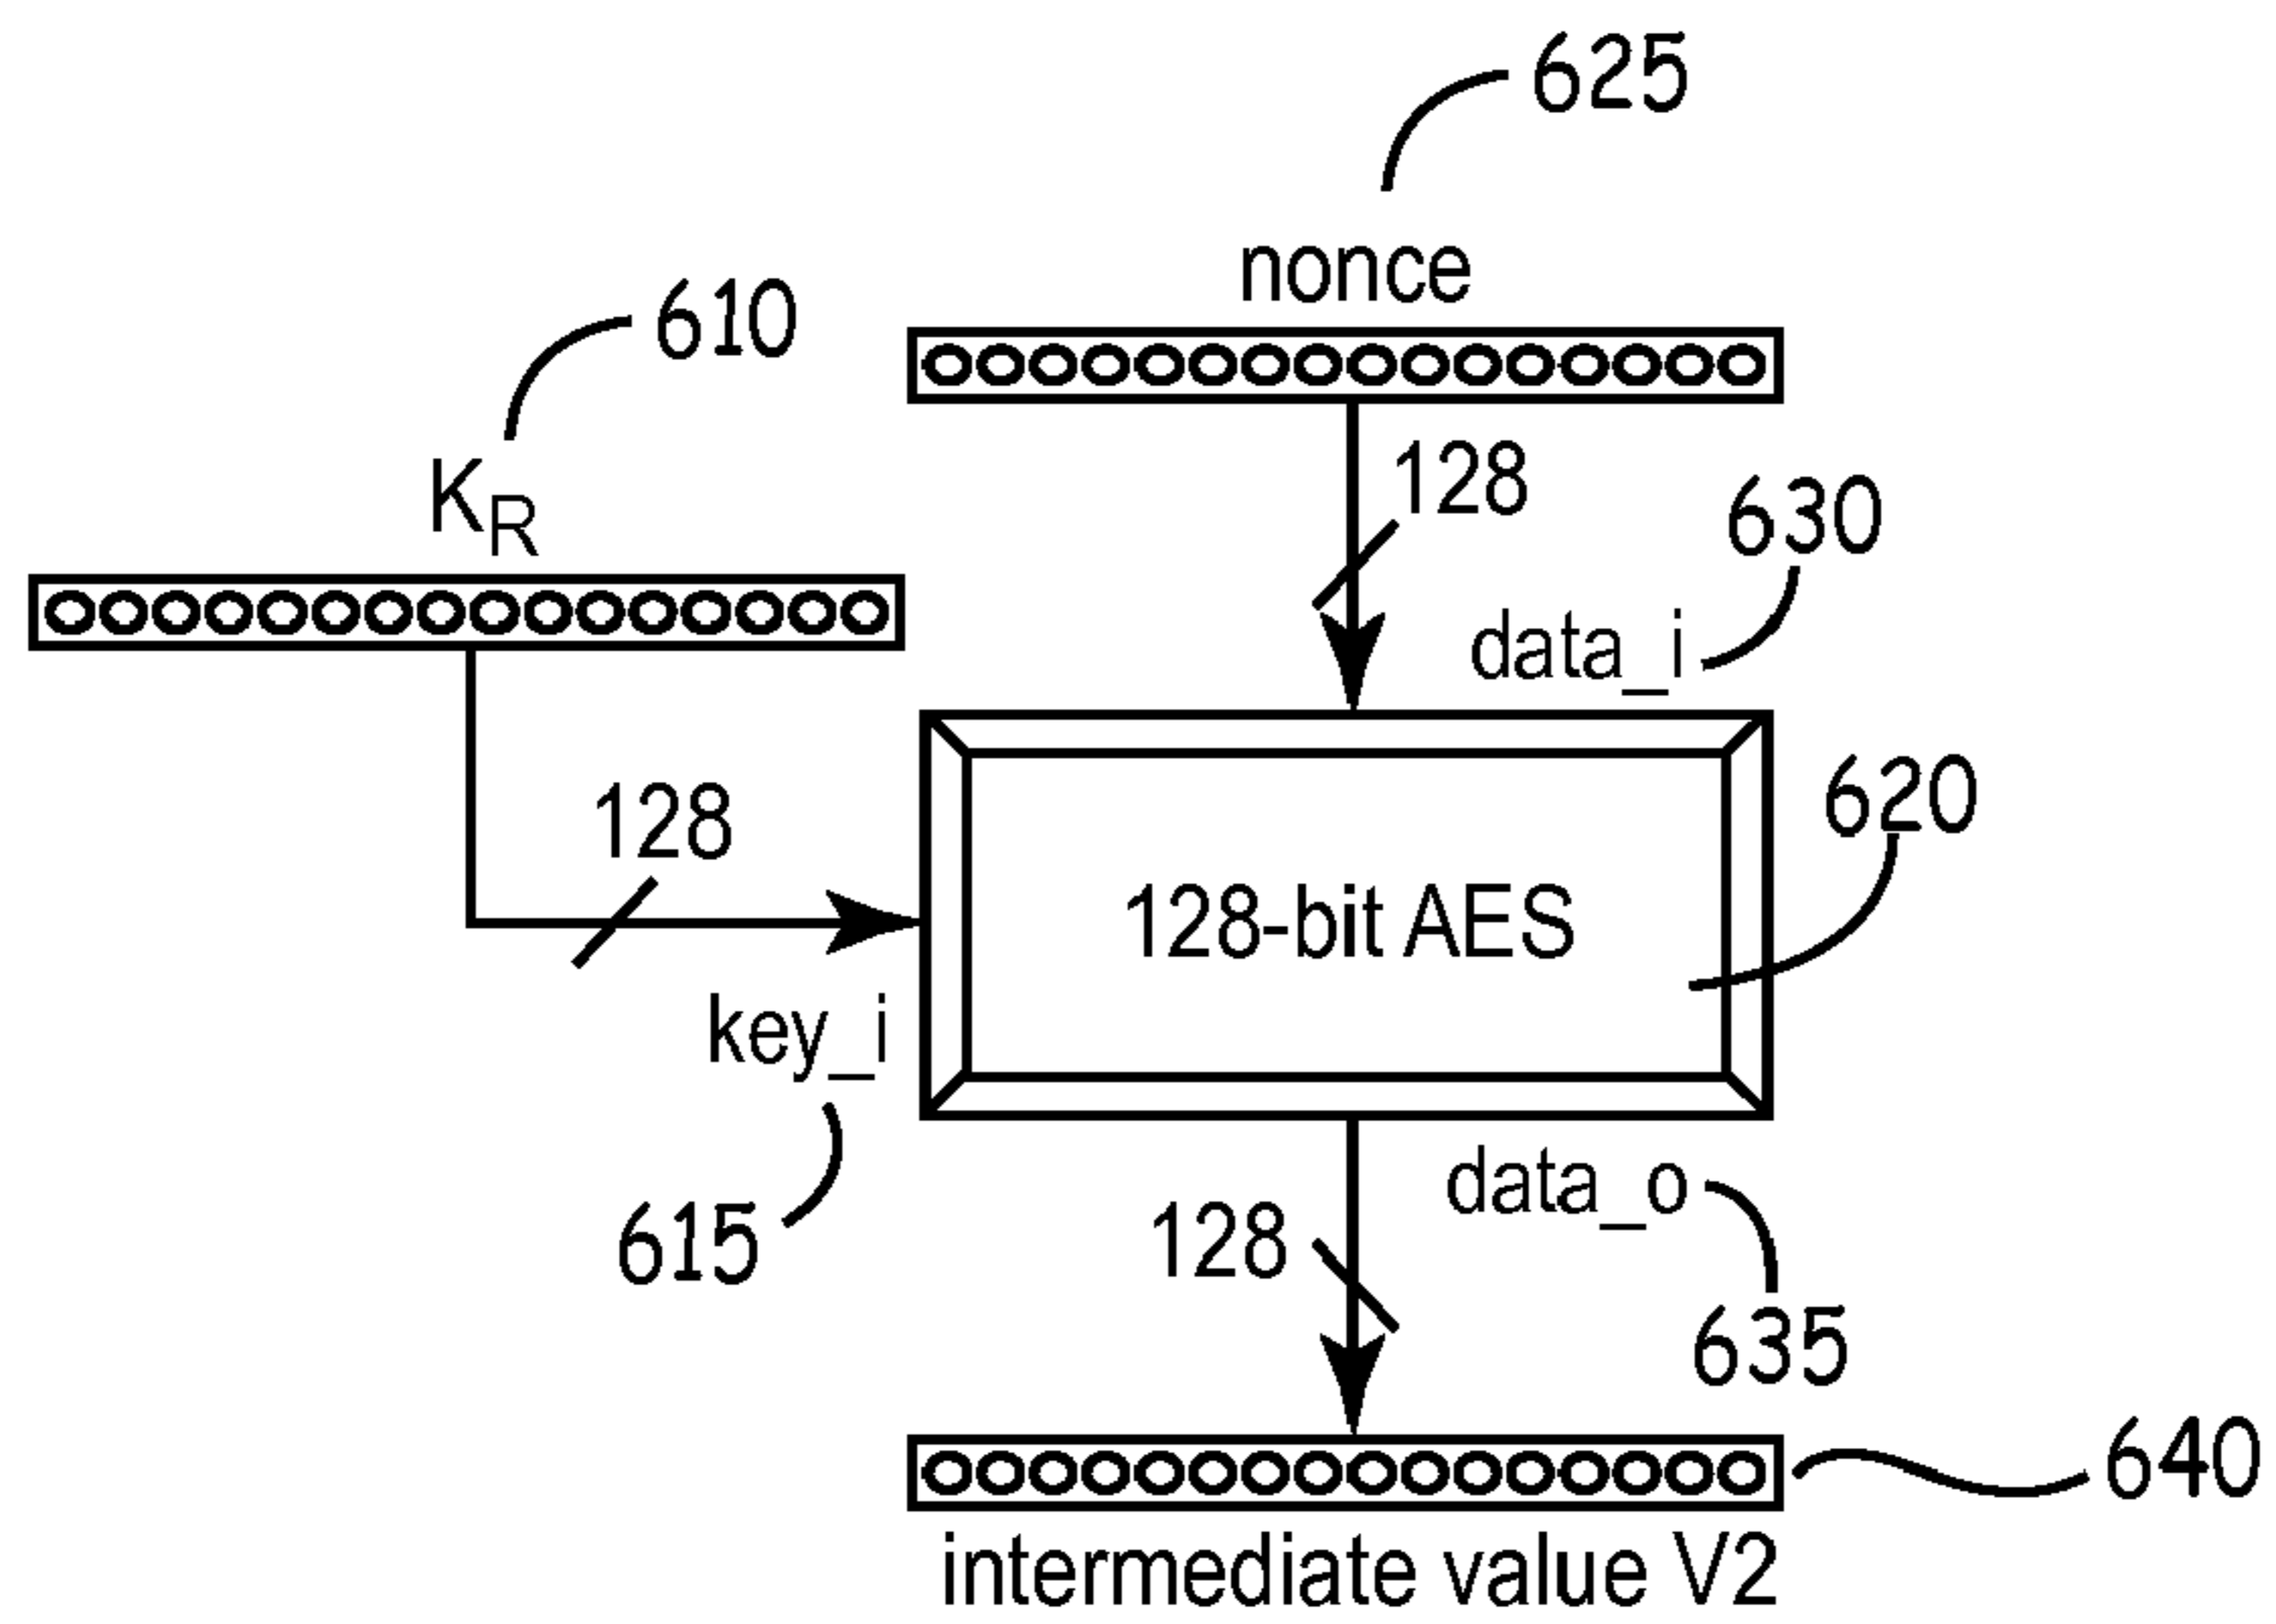 625
nonce
610
K_R
128
630
data_i
128
620
128-bit AES
key_i
615
data_o
128
635
640
intermediate value V2